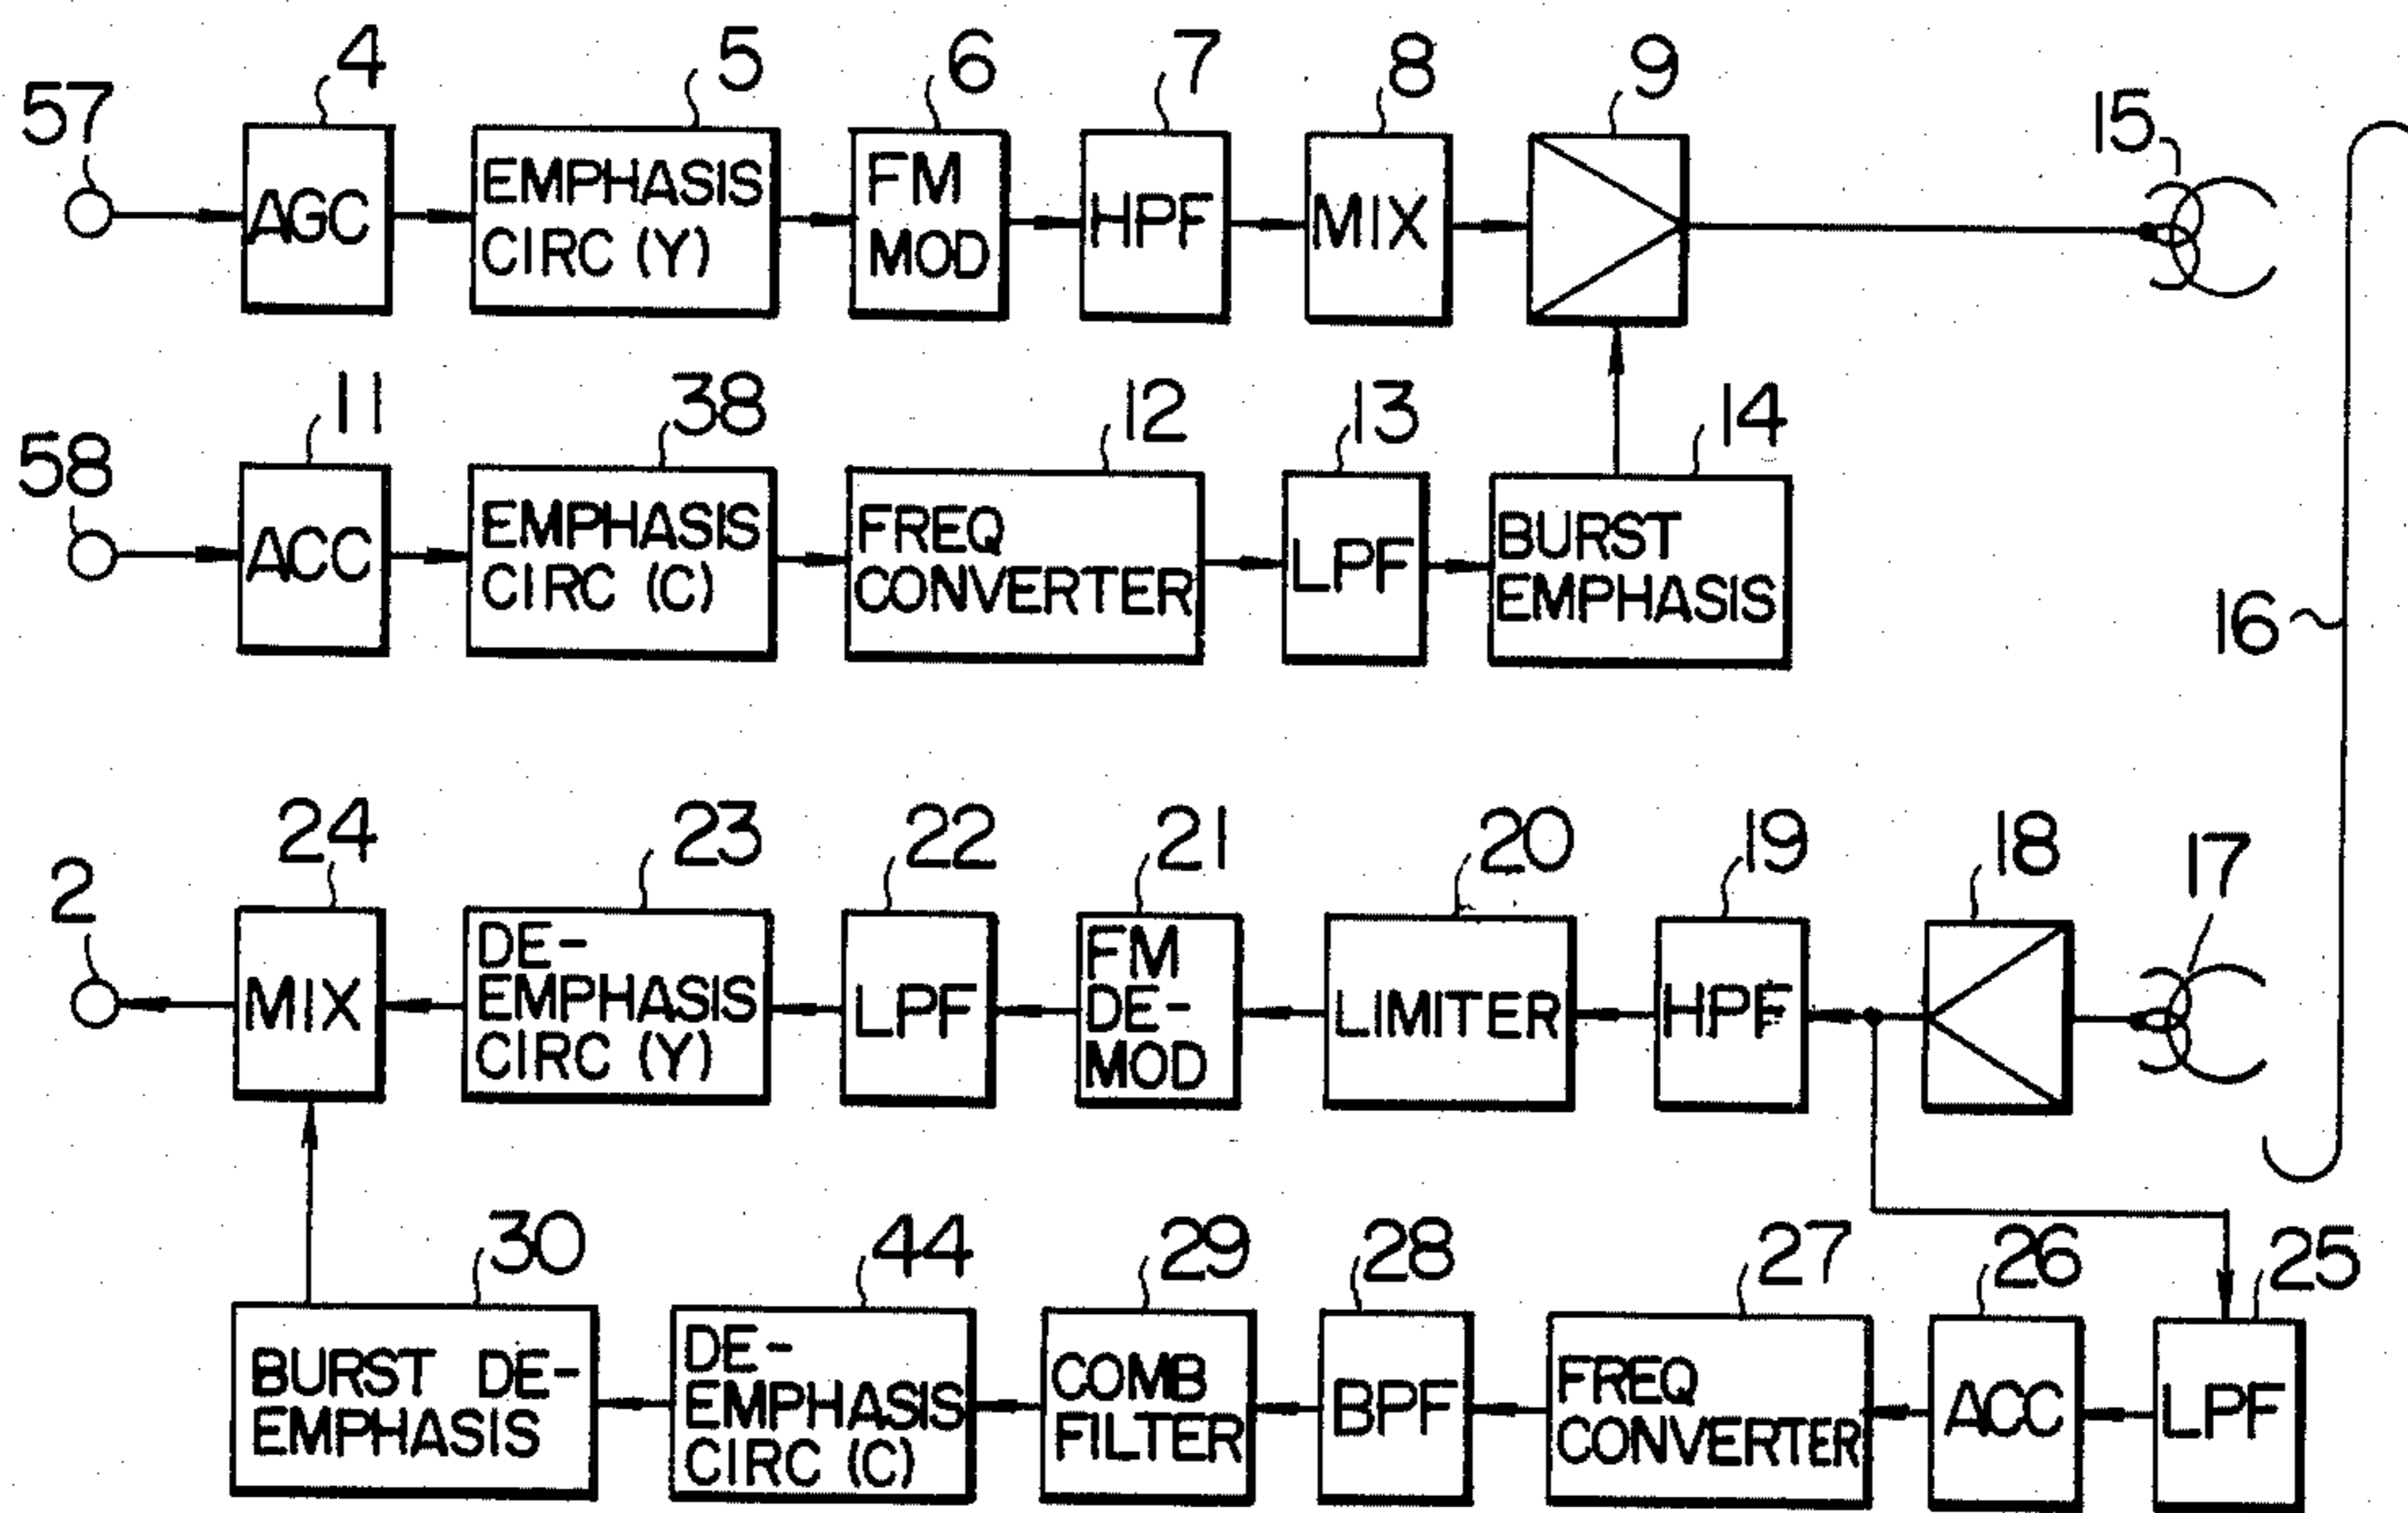 57
4
5
6
7
8
9
15
AGC
EMPHASIS
CIRC (Y)
FM
MOD
HPF
MIX
58
11
38
12
13
14
16
ACC
EMPHASIS
CIRC (C)
FREQ
CONVERTER
LPF
BURST
EMPHASIS
2
24
23
22
21
20
19
18
17
MIX
DE-
EMPHASIS
CIRC (Y)
LPF
FM
DE-
MOD
LIMITER
HPF
30
44
29
28
27
26
25
BURST DE-
EMPHASIS
DE-
EMPHASIS
CIRC (C)
COMB
FILTER
BPF
FREQ
CONVERTER
ACC
LPF